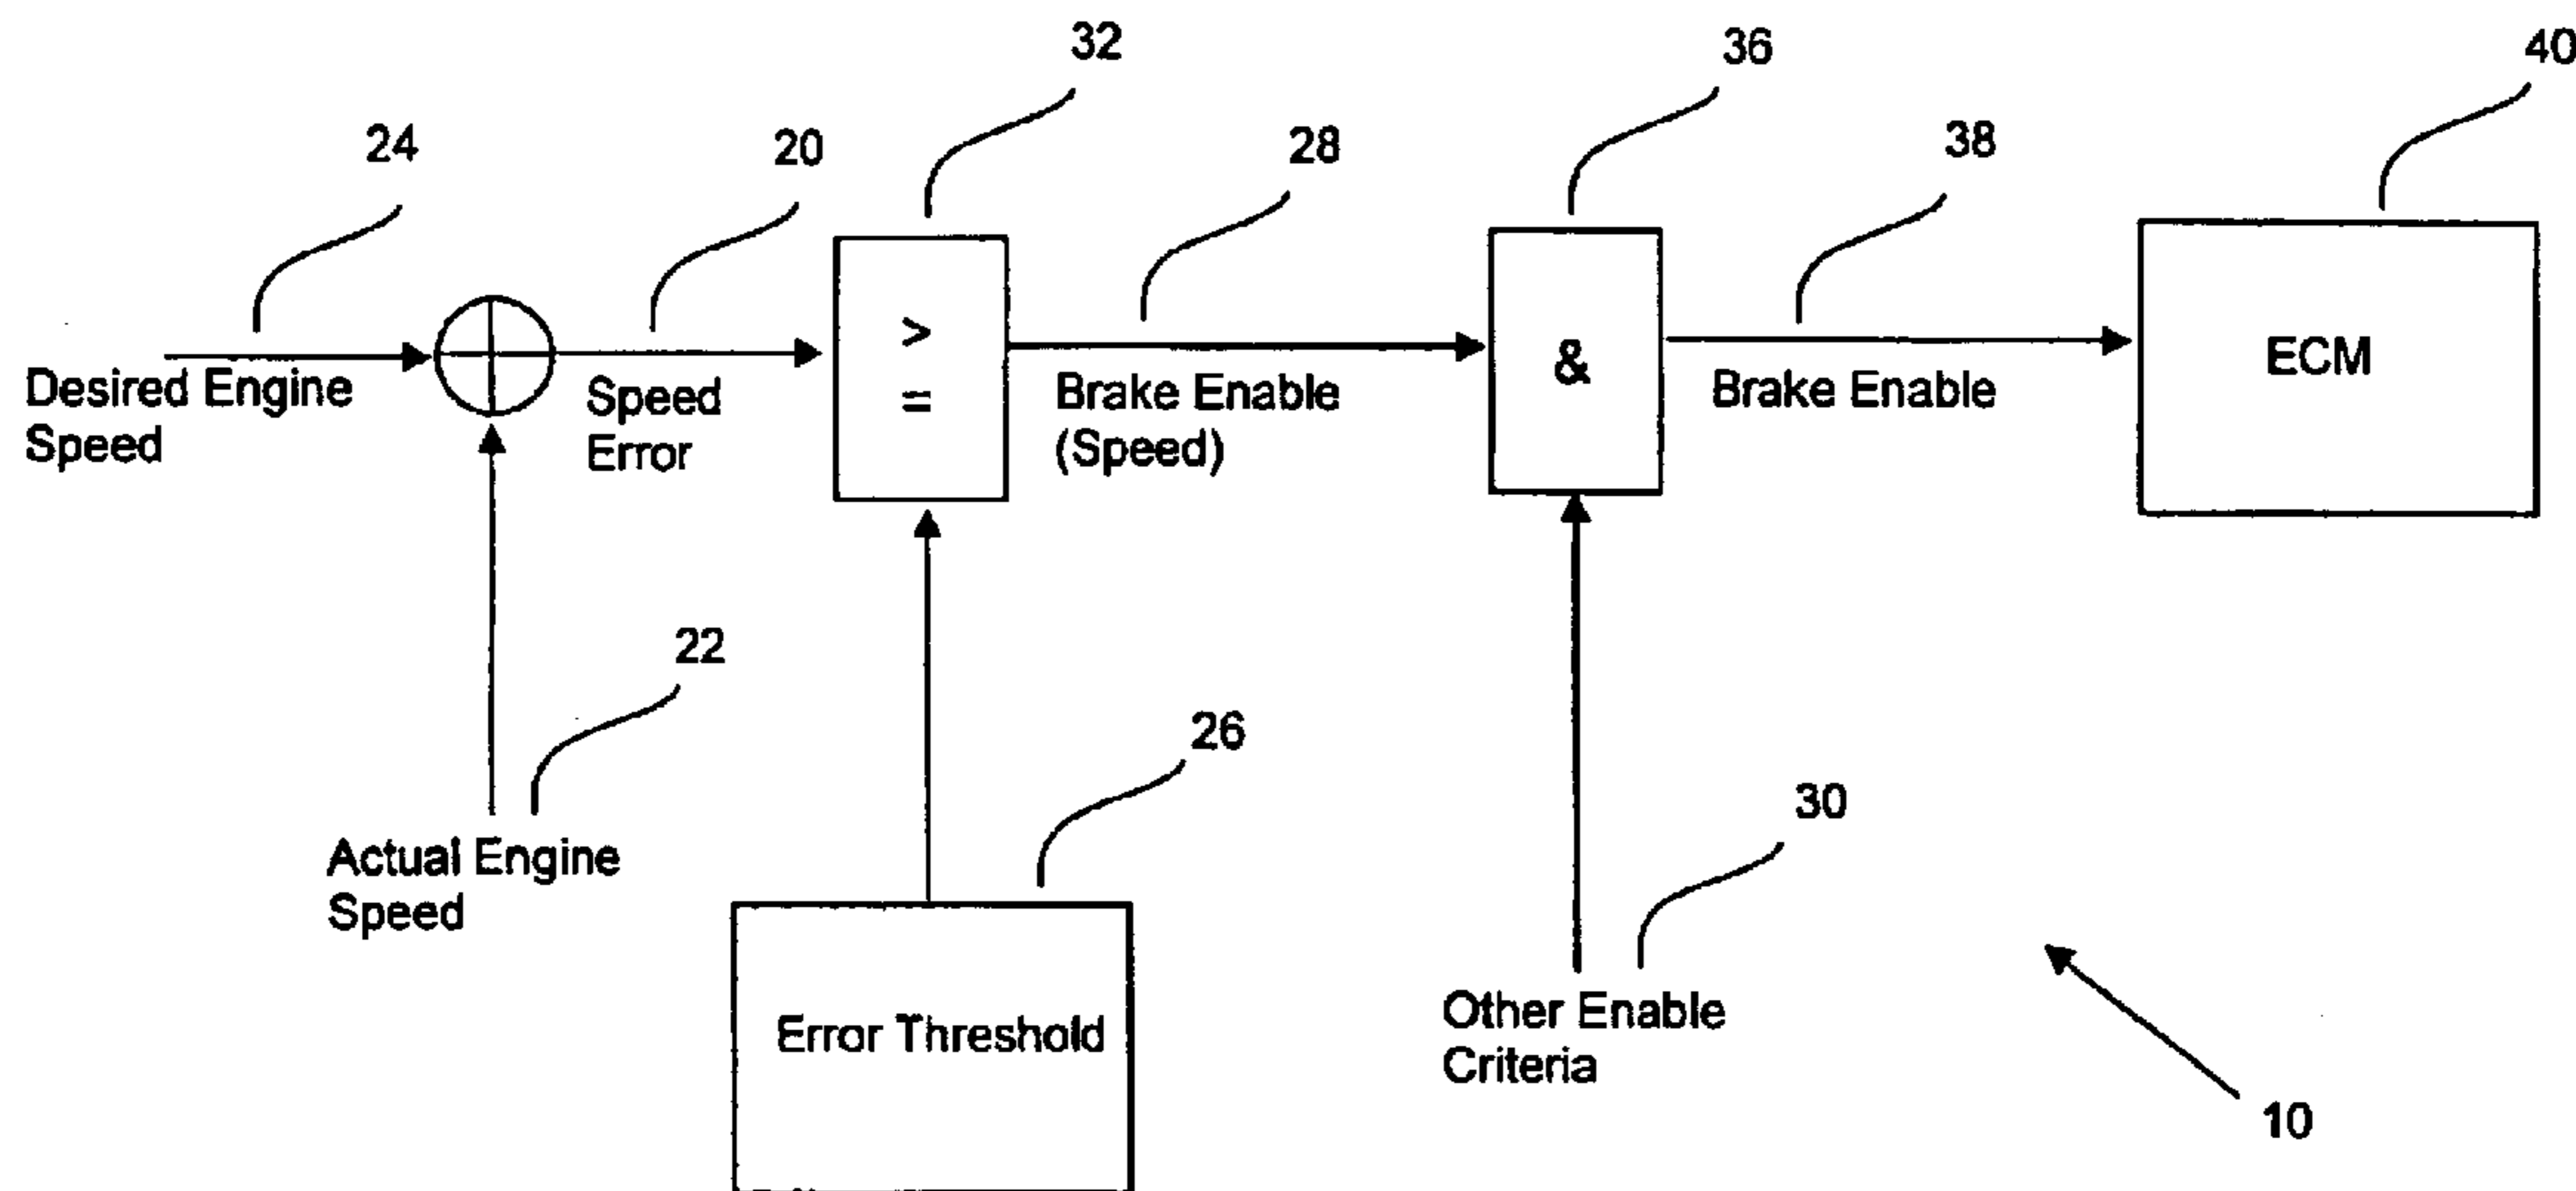 32
36
40
24
20
28
38
>
=
&
ECM
Desired Engine
Speed
Speed
Error
Brake Enable
(Speed)
Brake Enable
22
26
30
Actual Engine
Speed
Error Threshold
Other Enable
Criteria
10